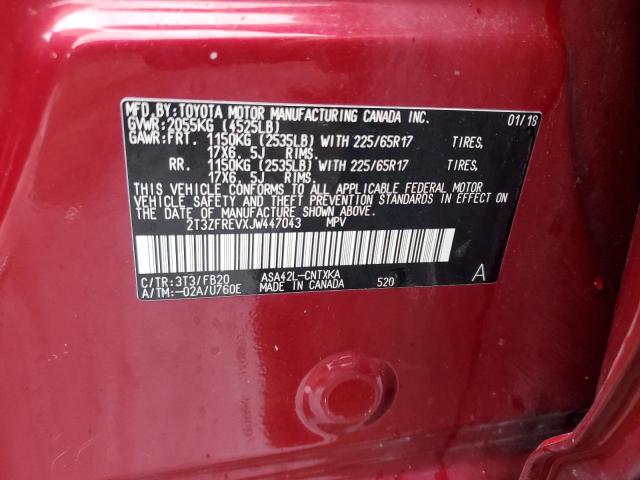 MFD.BY:TOYOTA MOTOR MANUFACTURING CANADA INC.
GVWR:2055KG (4525LB) 01/18
GAWR:FRT. 1150KG (2535LB) WITH 225/65R17 TIRES,
17X6.5J RIMS.
RR. 1150KG (2535LB) WITH 225/65R17 TIRES,
17X6.5J RIMS.
THIS VEHICLE CONFORMS TO ALL APPLICABLE FEDERAL MOTOR
VEHICLE SAFETY AND THEFT PREVENTION STANDARDS IN EFFECT ON
THE DATE OF MANUFACTURE SHOWN ABOVE.
2T3ZFREVXJW447043 MPV
C/TR:3T3/FB20 ASA42L-CNTXKA 520 A
A/TM:-02A/U760E MADE IN CANADA